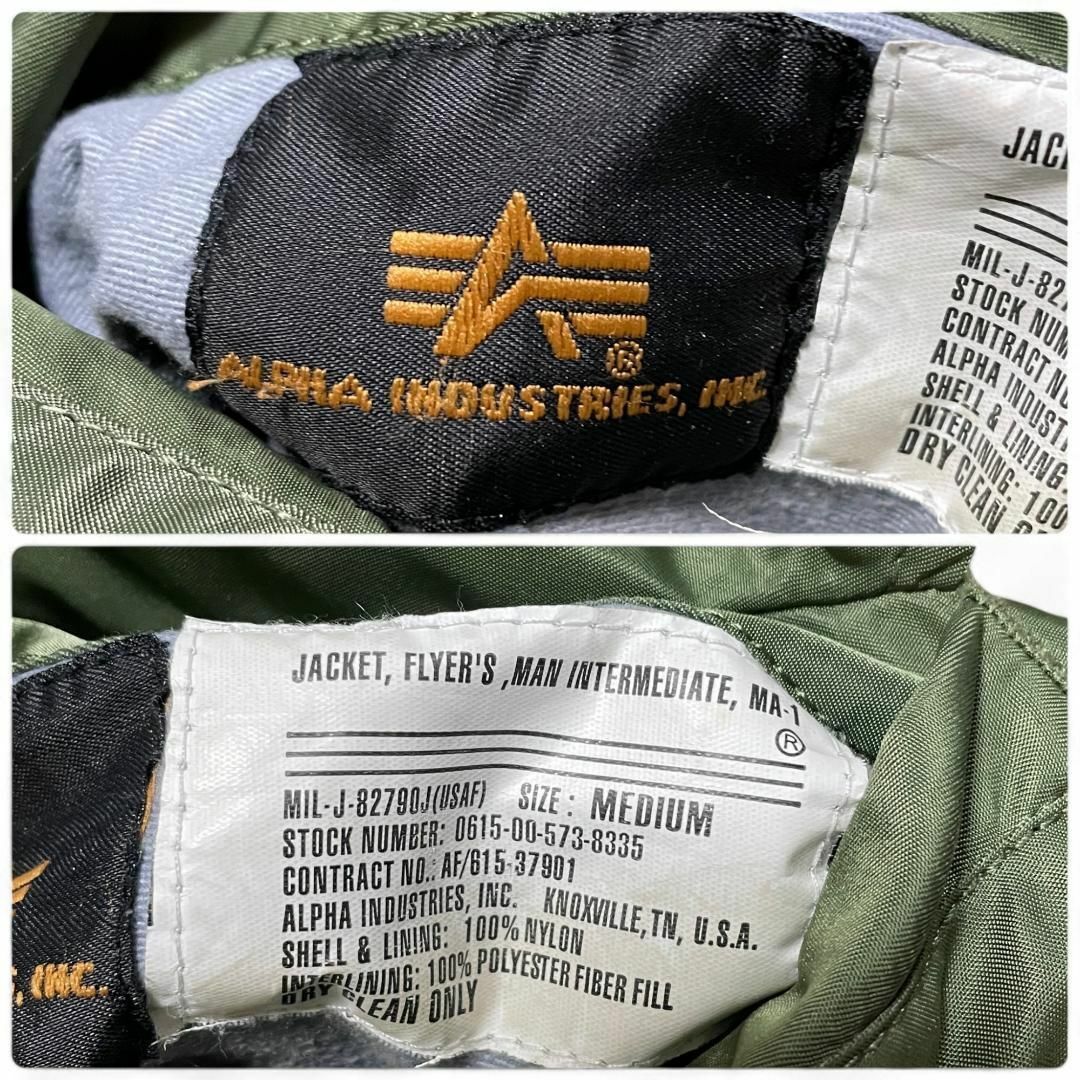 ®
ALPHA INDUSTRIES, INC.
JACK
MIL-J-827
STOCK NUM
CONTRACT NO
ALPHA INDUST
SHELL & LINING:
INTERLINING: 100
DRY CLEAN
JACKET, FLYER'S ,MAN INTERMEDIATE, MA-1
®
MIL-J-82790J(USAF) SIZE : MEDIUM
STOCK NUMBER: 0615-00-573-8335
CONTRACT NO.: AF/615-37901
ALPHA INDUSTRIES, INC. KNOXVILLE,TN, U.S.A.
SHELL & LINING: 100% NYLON
INTERLINING: 100% POLYESTER FIBER FILL
DRY CLEAN ONLY
, INC.